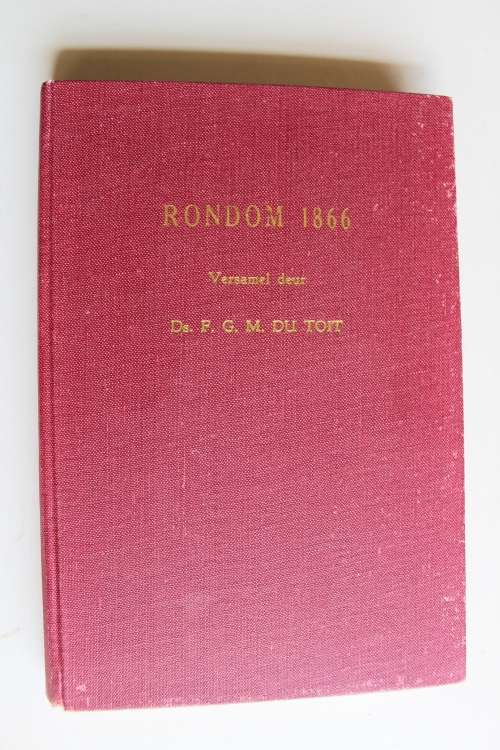 RONDOM 1866
Versamel deur
Ds. F. G. M. DU TOIT